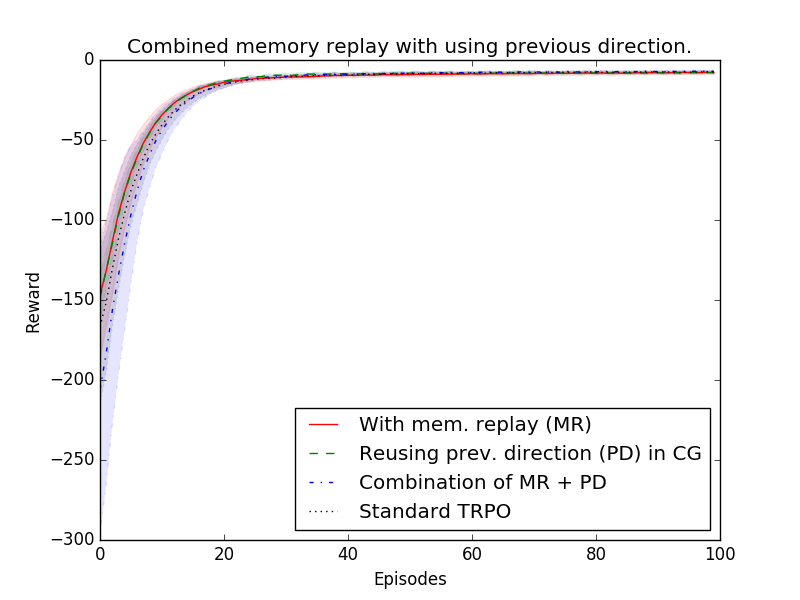 Combined memory replay with using previous direction.
0
−50
−100
−150
−200
−250
−300
Reward
With mem. replay (MR)
Reusing prev. direction (PD) in CG
Combination of MR + PD
Standard TRPO
0 20 40 60 80 100
Episodes